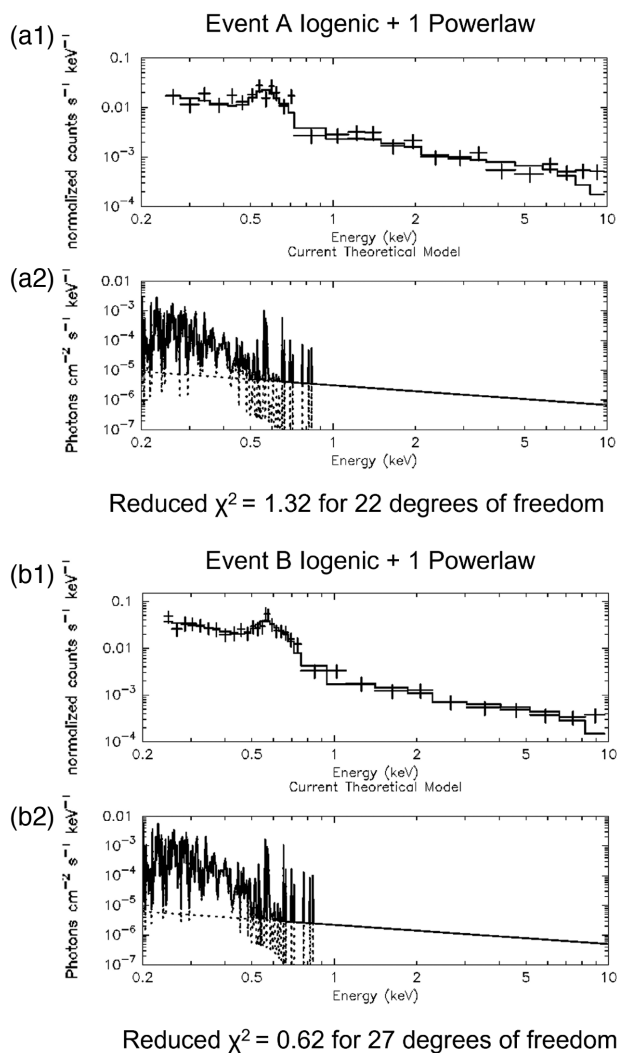 Event A Iogenic + 1 Powerlaw
(a1)
normalized counts s⁻¹ keV⁻¹
0.1
0.01
10⁻³
10⁻⁴
0.2 0.5 1 2 5 10
Energy (keV)
Current Theoretical Model
(a2)
Photons cm⁻² s⁻¹ keV⁻¹
0.01
10⁻³
10⁻⁴
10⁻⁵
10⁻⁶
10⁻⁷
0.2 0.5 1 2 5 10
Energy (keV)
Reduced χ² = 1.32 for 22 degrees of freedom
Event B Iogenic + 1 Powerlaw
(b1)
normalized counts s⁻¹ keV⁻¹
0.1
0.01
10⁻³
10⁻⁴
0.2 0.5 1 2 5 10
Energy (keV)
Current Theoretical Model
(b2)
Photons cm⁻² s⁻¹ keV⁻¹
0.01
10⁻³
10⁻⁴
10⁻⁵
10⁻⁶
10⁻⁷
0.2 0.5 1 2 5 10
Energy (keV)
Reduced χ² = 0.62 for 27 degrees of freedom